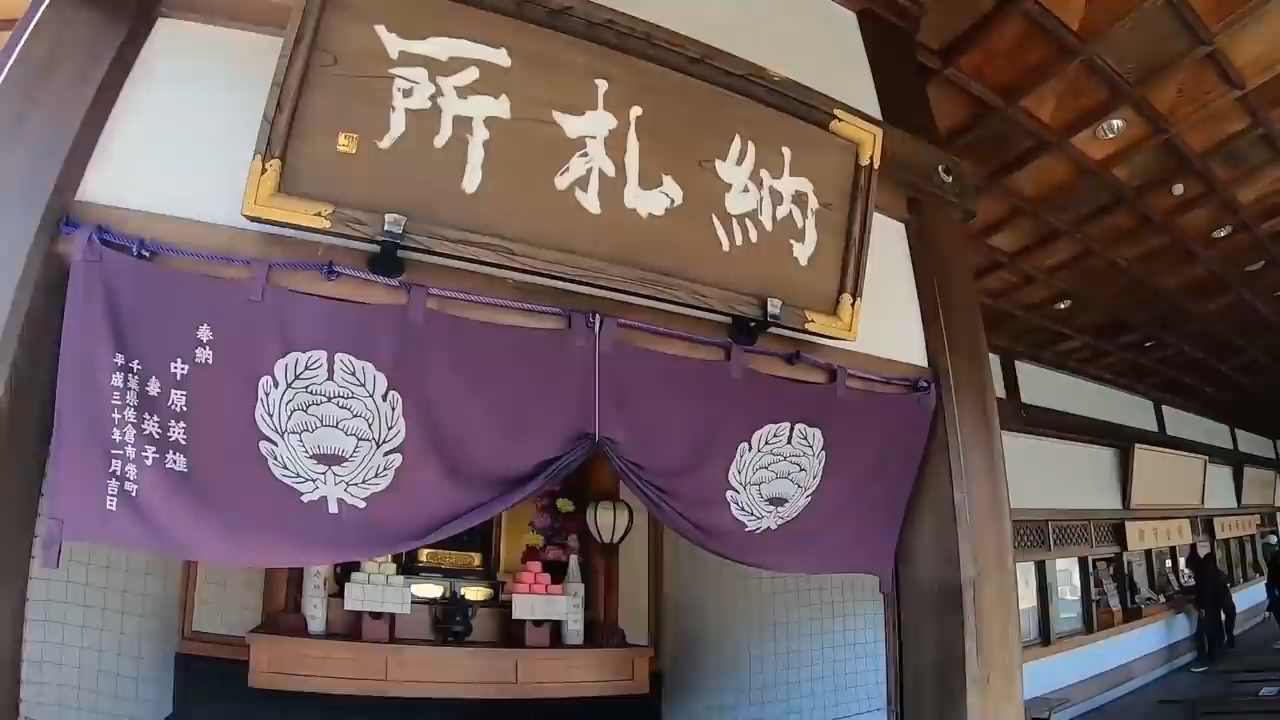 納札所
奉納
中原英雄
妻 英子
千葉県佐倉市栄町
平成三十年一月吉日